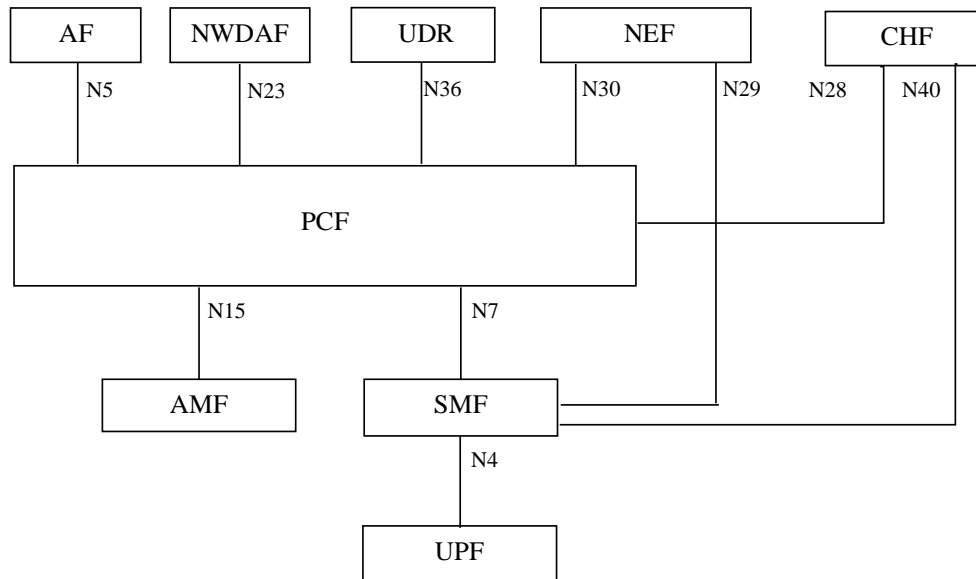 AF
NWDAF
UDR
NEF
CHF
N5
N23
N36
N30
N29
N28
N40
PCF
N15
N7
AMF
SMF
N4
UPF